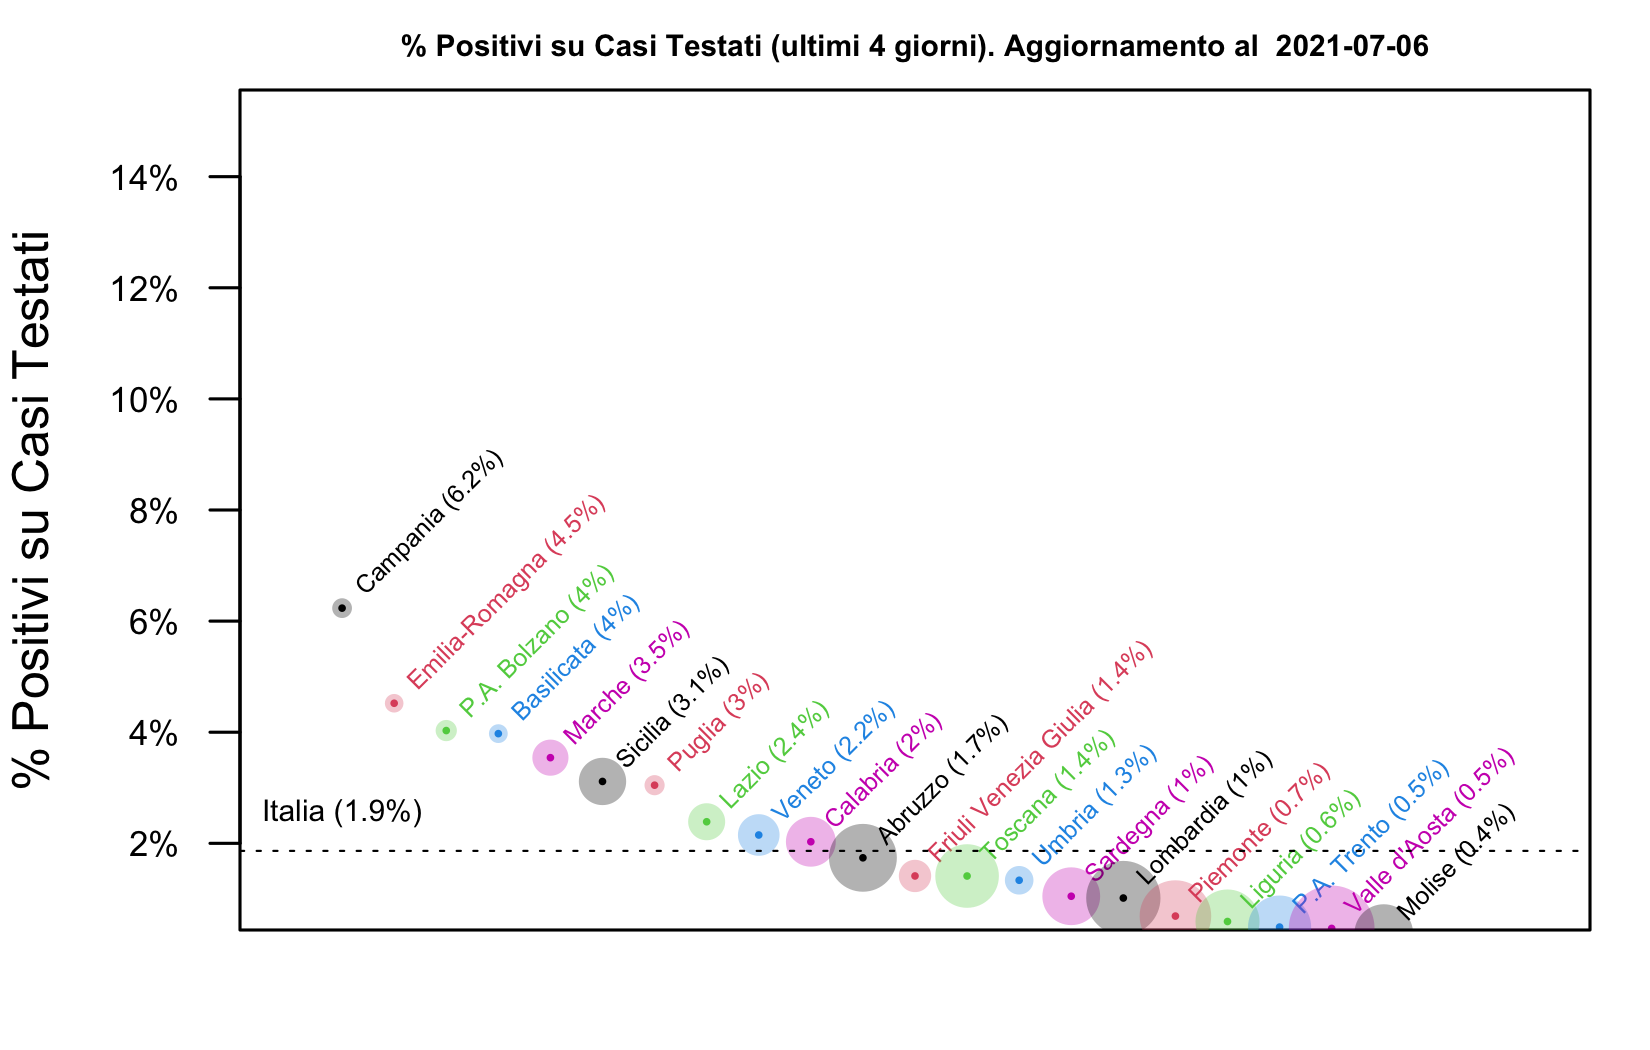 % Positivi su Casi Testati (ultimi 4 giorni). Aggiornamento al  2021-07-06
% Positivi su Casi Testati
14%
12%
10%
8%
6%
4%
2%
Italia (1.9%)
Campania (6.2%)
Emilia-Romagna (4.5%)
P.A. Bolzano (4%)
Basilicata (4%)
Marche (3.5%)
Sicilia (3.1%)
Puglia (3%)
Lazio (2.4%)
Veneto (2.2%)
Calabria (2%)
Abruzzo (1.7%)
Friuli Venezia Giulia (1.4%)
Toscana (1.4%)
Umbria (1.3%)
Sardegna (1%)
Lombardia (1%)
Piemonte (0.7%)
Liguria (0.6%)
P.A. Trento (0.5%)
Valle d'Aosta (0.5%)
Molise (0.4%)